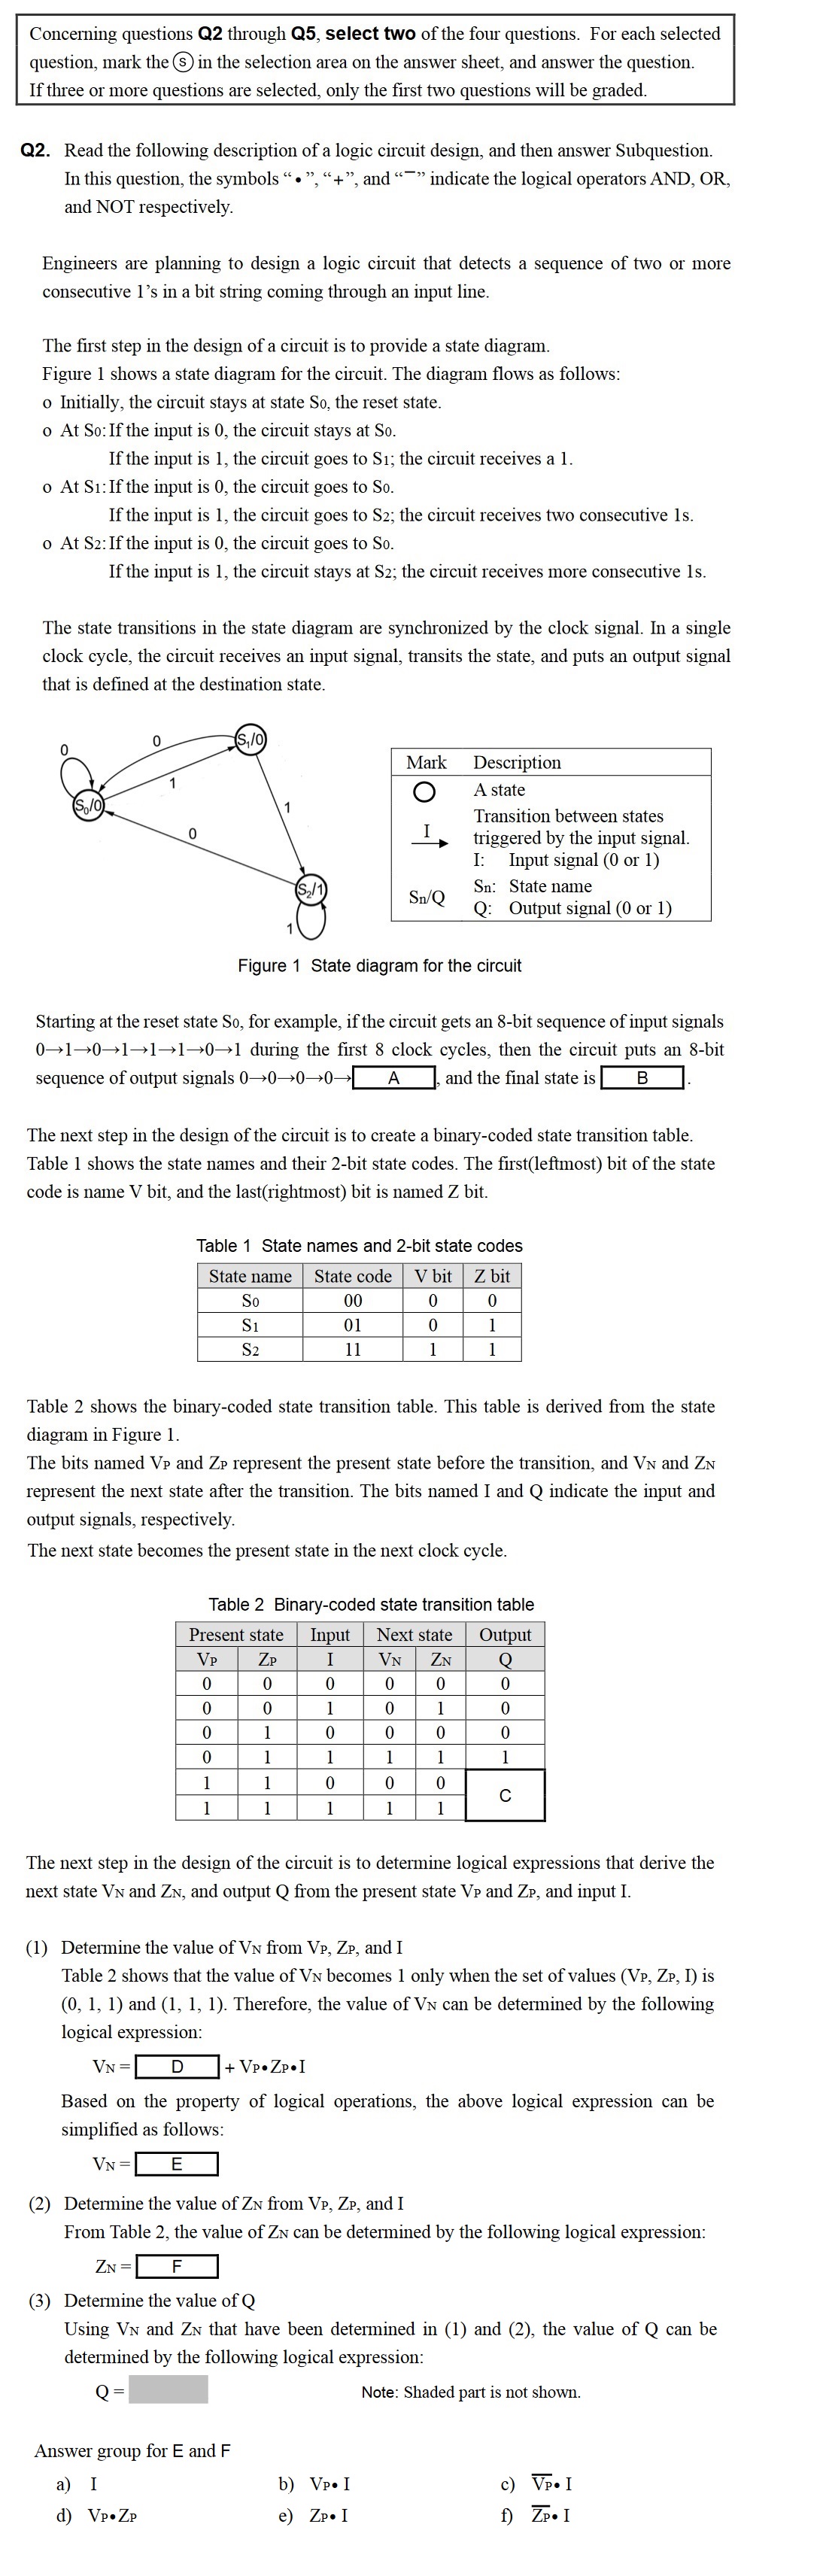 Concerning questions Q2 through Q5, select two of the four questions. For each selected
question, mark the Ⓢ in the selection area on the answer sheet, and answer the question.
If three or more questions are selected, only the first two questions will be graded.
Q2. Read the following description of a logic circuit design, and then answer Subquestion.
In this question, the symbols “•”, “+”, and “‾” indicate the logical operators AND, OR,
and NOT respectively.
Engineers are planning to design a logic circuit that detects a sequence of two or more
consecutive 1’s in a bit string coming through an input line.
The first step in the design of a circuit is to provide a state diagram.
Figure 1 shows a state diagram for the circuit. The diagram flows as follows:
o Initially, the circuit stays at state S0, the reset state.
o At S0: If the input is 0, the circuit stays at S0.
If the input is 1, the circuit goes to S1; the circuit receives a 1.
o At S1: If the input is 0, the circuit goes to S0.
If the input is 1, the circuit goes to S2; the circuit receives two consecutive 1s.
o At S2: If the input is 0, the circuit goes to S0.
If the input is 1, the circuit stays at S2; the circuit receives more consecutive 1s.
The state transitions in the state diagram are synchronized by the clock signal. In a single
clock cycle, the circuit receives an input signal, transits the state, and puts an output signal
that is defined at the destination state.
0
0
S1/0
1
S0/0
1
0
S2/1
1
Mark Description
A state
Transition between states
I triggered by the input signal.
I: Input signal (0 or 1)
Sn/Q Sn: State name
Q: Output signal (0 or 1)
Figure 1 State diagram for the circuit
Starting at the reset state S0, for example, if the circuit gets an 8-bit sequence of input signals
0→1→0→1→1→1→0→1 during the first 8 clock cycles, then the circuit puts an 8-bit
sequence of output signals 0→0→0→0→ A , and the final state is B .
The next step in the design of the circuit is to create a binary-coded state transition table.
Table 1 shows the state names and their 2-bit state codes. The first(leftmost) bit of the state
code is name V bit, and the last(rightmost) bit is named Z bit.
Table 1 State names and 2-bit state codes
State name State code V bit Z bit
S0 00 0 0
S1 01 0 1
S2 11 1 1
Table 2 shows the binary-coded state transition table. This table is derived from the state
diagram in Figure 1.
The bits named VP and ZP represent the present state before the transition, and VN and ZN
represent the next state after the transition. The bits named I and Q indicate the input and
output signals, respectively.
The next state becomes the present state in the next clock cycle.
Table 2 Binary-coded state transition table
Present state Input Next state Output
VP ZP I VN ZN Q
0 0 0 0 0 0
0 0 1 0 1 0
0 1 0 0 0 0
0 1 1 1 1 1
1 1 0 0 0 C
1 1 1 1 1
The next step in the design of the circuit is to determine logical expressions that derive the
next state VN and ZN, and output Q from the present state VP and ZP, and input I.
(1) Determine the value of VN from VP, ZP, and I
Table 2 shows that the value of VN becomes 1 only when the set of values (VP, ZP, I) is
(0, 1, 1) and (1, 1, 1). Therefore, the value of VN can be determined by the following
logical expression:
VN = D + VP•ZP•I
Based on the property of logical operations, the above logical expression can be
simplified as follows:
VN = E
(2) Determine the value of ZN from VP, ZP, and I
From Table 2, the value of ZN can be determined by the following logical expression:
ZN = F
(3) Determine the value of Q
Using VN and ZN that have been determined in (1) and (2), the value of Q can be
determined by the following logical expression:
Q = Note: Shaded part is not shown.
Answer group for E and F
a) I b) VP• I c) V̅P̅• I
d) VP•ZP e) ZP• I f) Z̅P̅• I